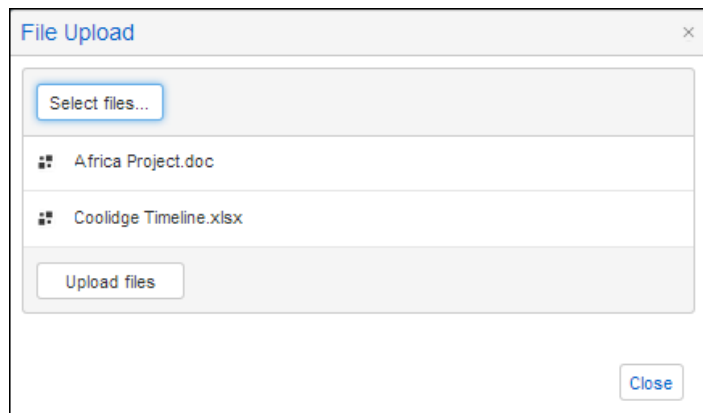 File Upload
Select files...
Africa Project.doc
Coolidge Timeline.xlsx
Upload files
Close